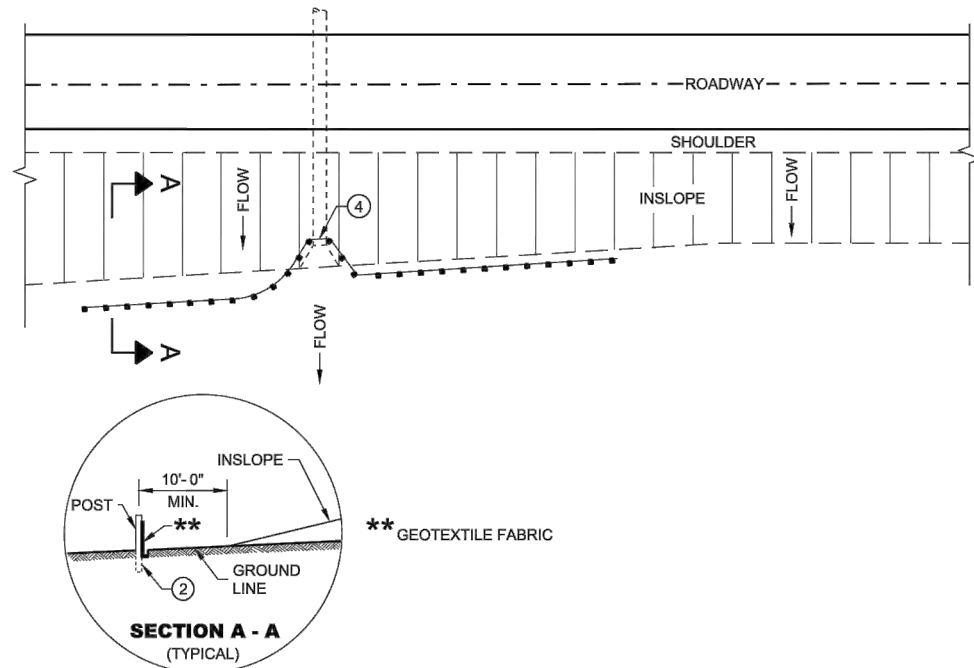 ROADWAY
SHOULDER
A
FLOW
4
INSLOPE
FLOW
FLOW
A
INSLOPE
10'- 0"
MIN.
POST
**
** GEOTEXTILE FABRIC
GROUND
LINE
2
SECTION A - A
(TYPICAL)